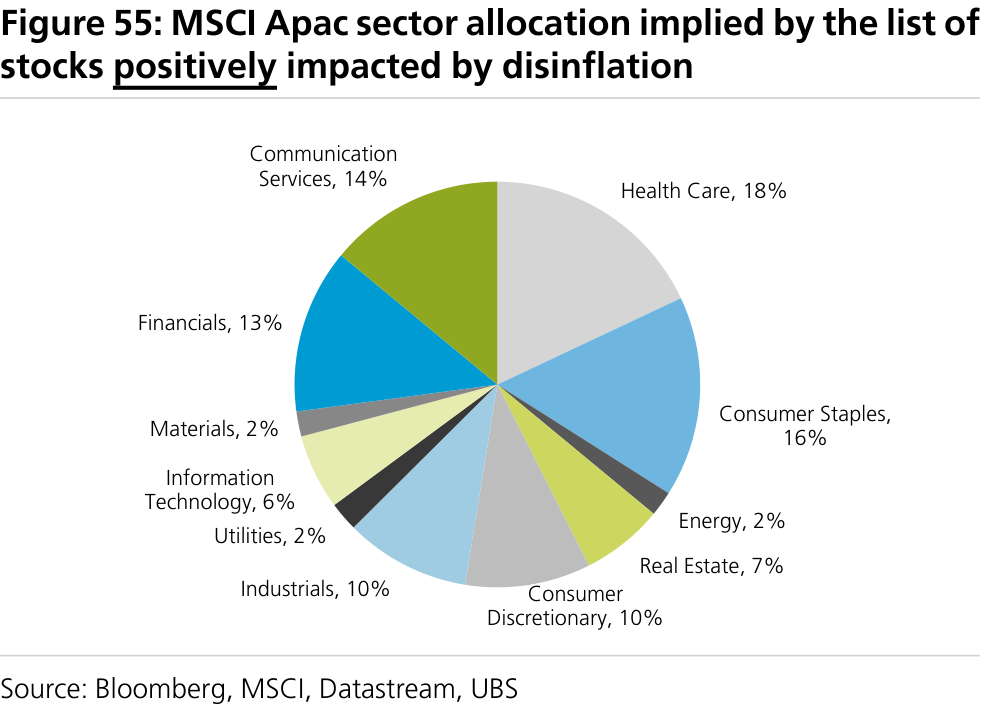 Figure 55: MSCI Apac sector allocation implied by the list of
stocks positively impacted by disinflation
Communication
Services, 14%
Health Care, 18%
Financials, 13%
Consumer Staples,
16%
Materials, 2%
Information
Technology, 6%
Energy, 2%
Utilities, 2%
Real Estate, 7%
Industrials, 10%
Consumer
Discretionary, 10%
Source: Bloomberg, MSCI, Datastream, UBS